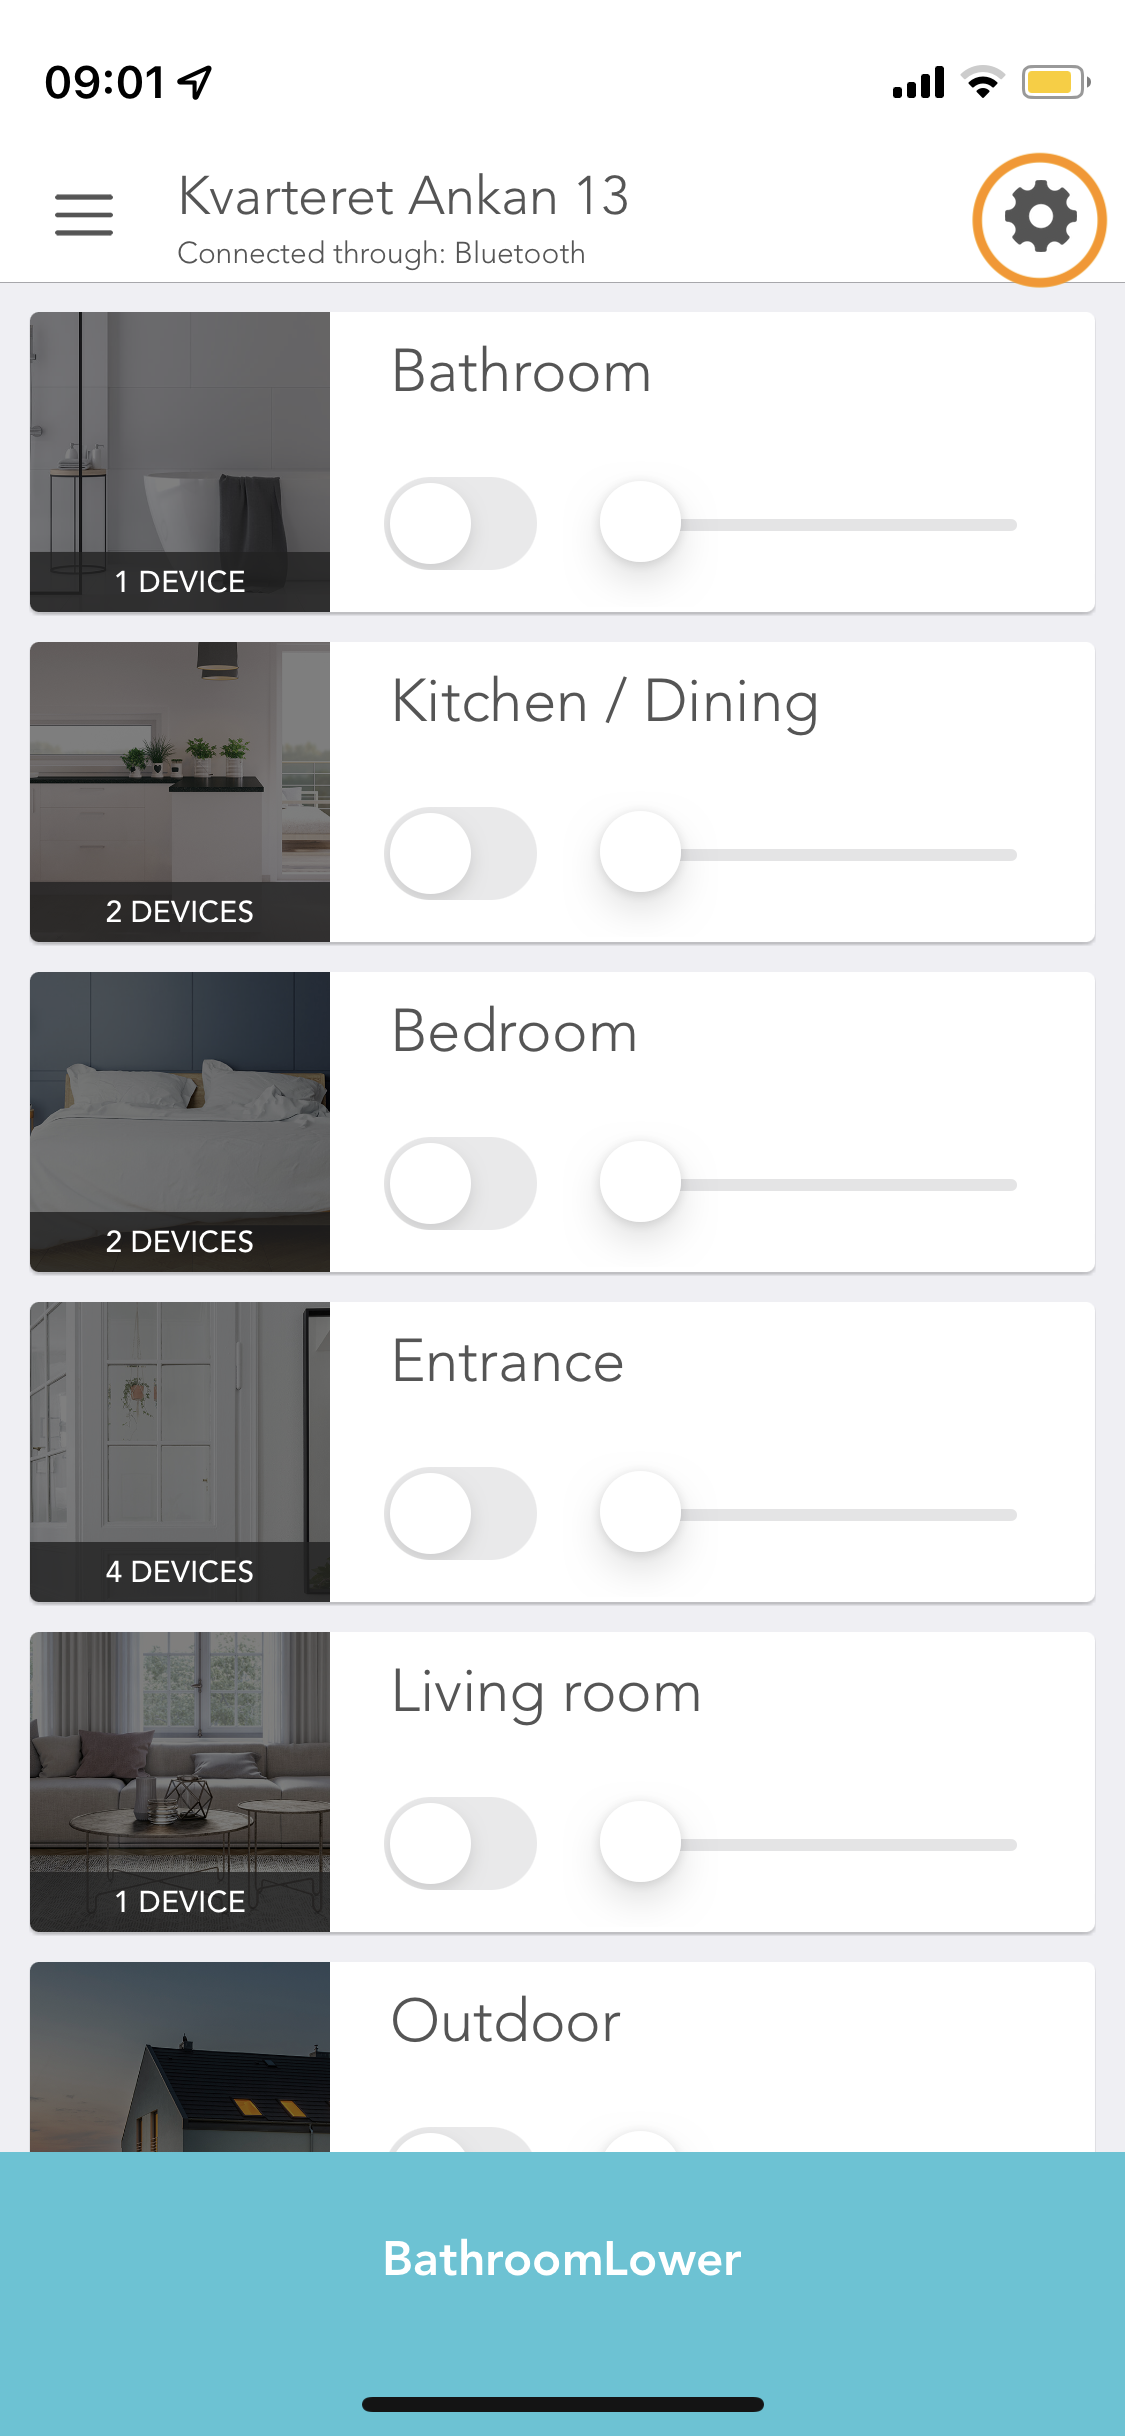 09:01
Kvarteret Ankan 13
Connected through: Bluetooth
Bathroom
1 DEVICE
Kitchen / Dining
2 DEVICES
Bedroom
2 DEVICES
Entrance
4 DEVICES
Living room
1 DEVICE
Outdoor
BathroomLower